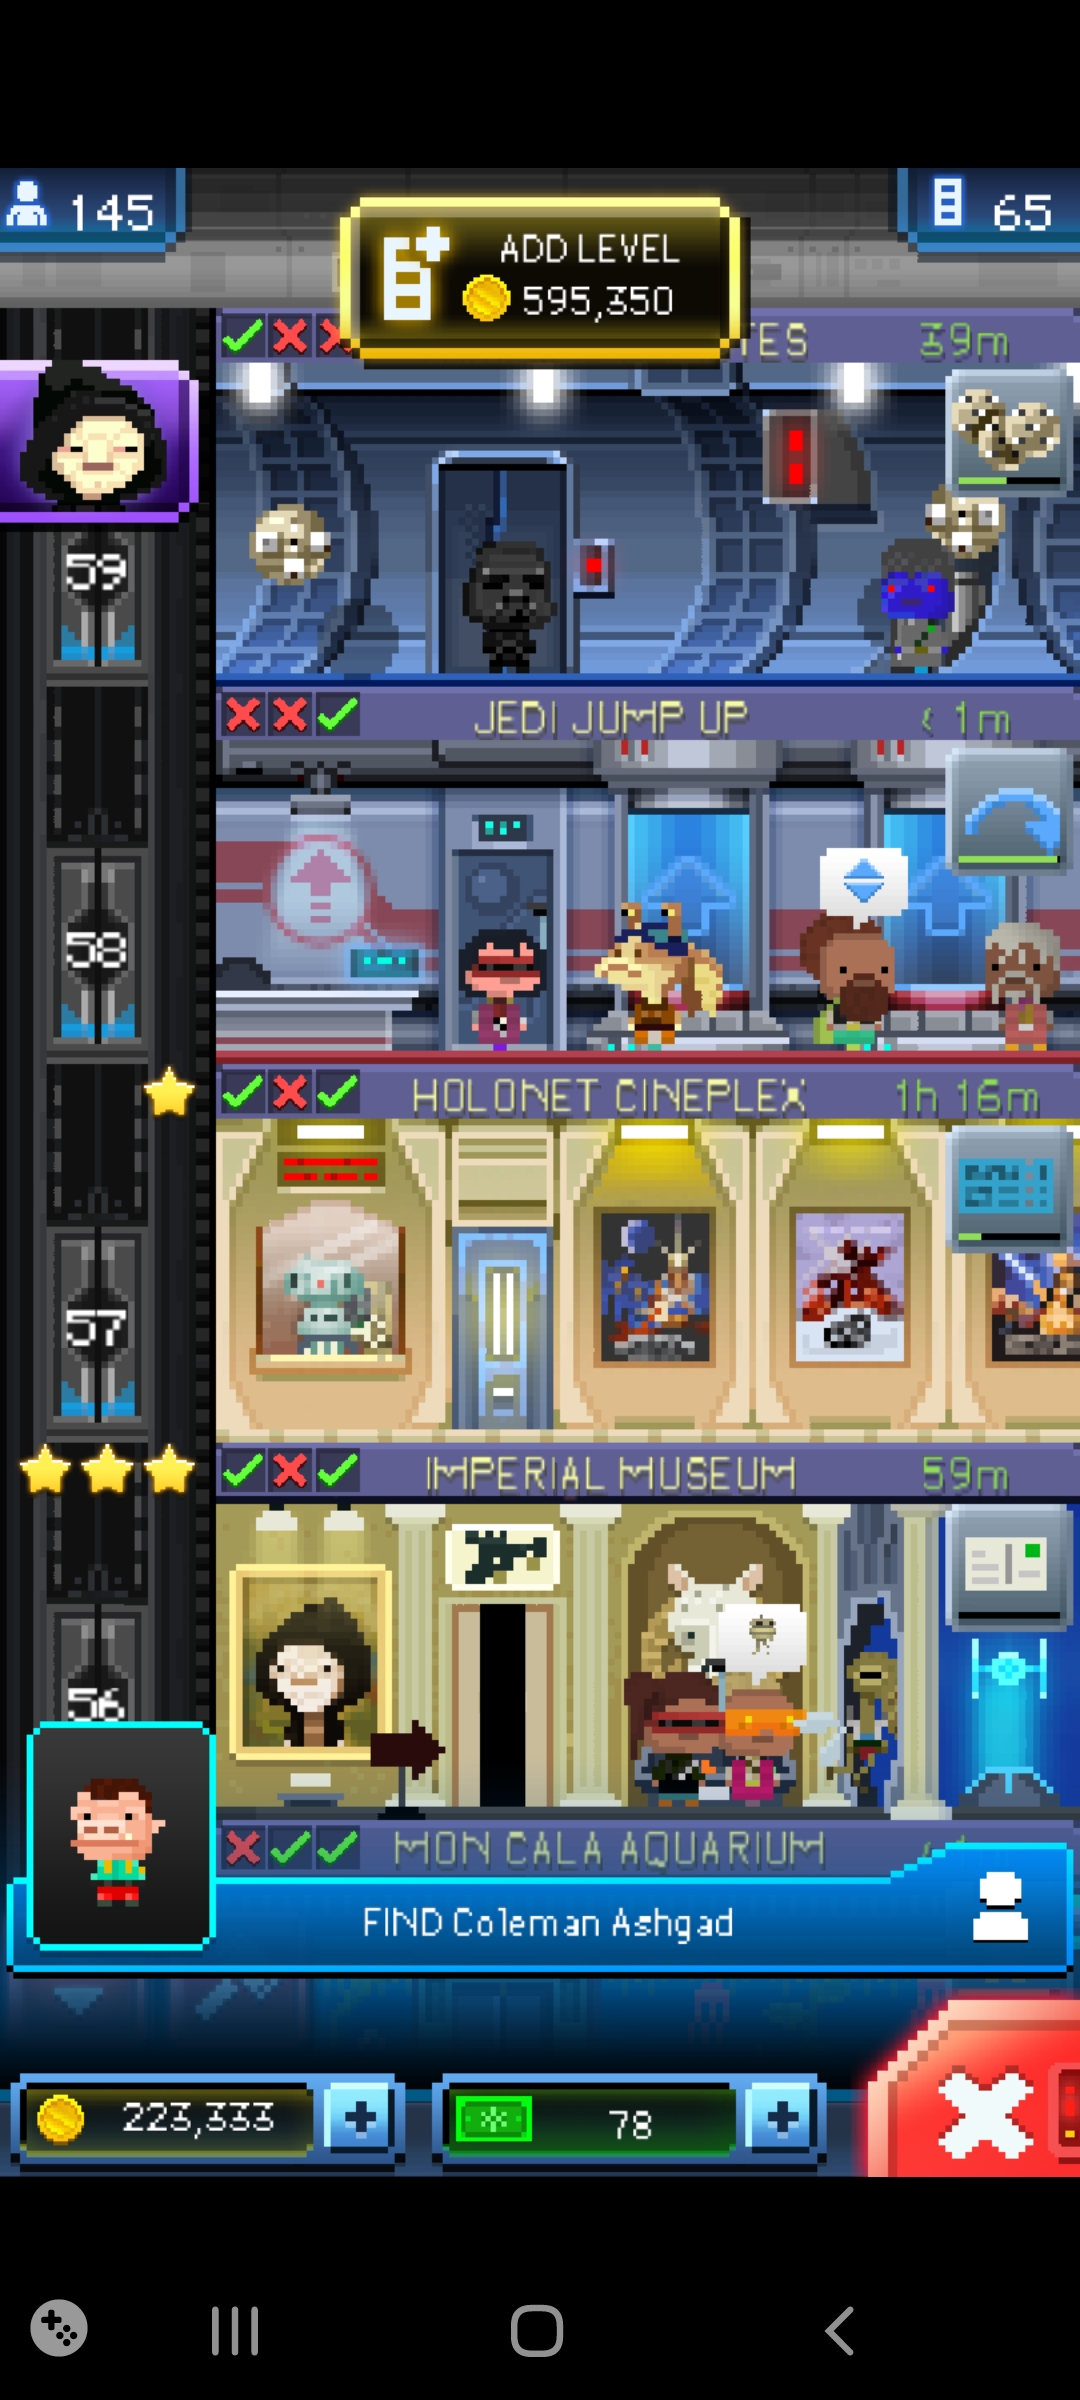 145
ADD LEVEL
595,350
65
TES 39m
59
JEDI JUMP UP < 1m
58
HOLONET CINEPLEX 1h 16m
57
IMPERIAL MUSEUM 59m
56
MON CALA AQUARIUM
FIND Coleman Ashgad
223,333
78